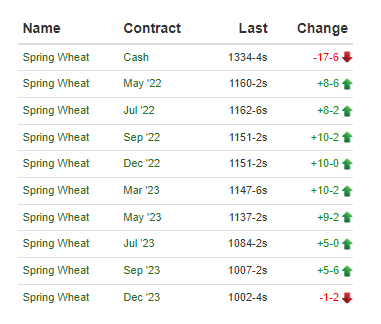 Name Contract Last Change
Spring Wheat Cash 1334-4s -17-6
Spring Wheat May '22 1160-2s +8-6
Spring Wheat Jul '22 1162-6s +8-2
Spring Wheat Sep '22 1151-2s +10-2
Spring Wheat Dec '22 1151-2s +10-0
Spring Wheat Mar '23 1147-6s +10-2
Spring Wheat May '23 1137-2s +9-2
Spring Wheat Jul '23 1084-2s +5-0
Spring Wheat Sep '23 1007-2s +5-6
Spring Wheat Dec '23 1002-4s -1-2